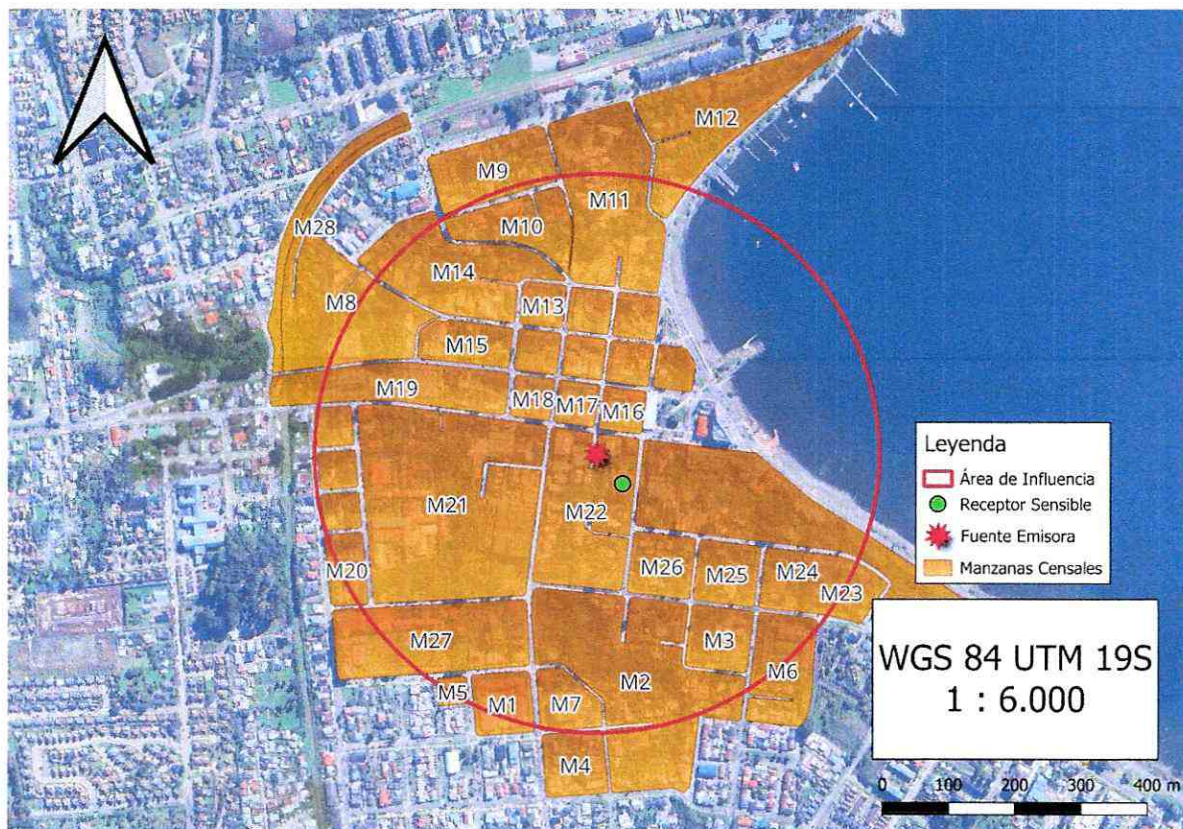 M12
M9
M11
M10
M28
M14
M8
M13
M15
M19
M18
M17
M16
M21
M22
M20
M26
M25
M24
M23
M27
M3
M2
M6
M5
M1
M7
M4
Leyenda
Área de Influencia
Receptor Sensible
Fuente Emisora
Manzanas Censales
WGS 84 UTM 19S
1 : 6.000
0 100 200 300 400 m